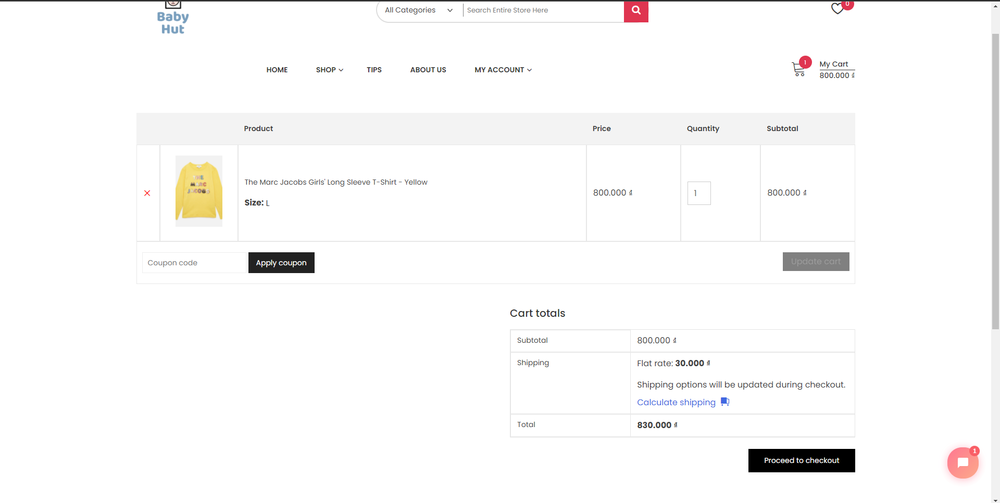 Baby
Hut
All Categories
Search Entire Store Here
0
HOME
SHOP
TIPS
ABOUT US
MY ACCOUNT
1
My Cart
800.000 ₫
Product
Price
Quantity
Subtotal
THE
MARC
JACOBS
The Marc Jacobs Girls' Long Sleeve T-Shirt - Yellow
Size: L
800.000 ₫
1
800.000 ₫
Coupon code
Apply coupon
Update cart
Cart totals
Subtotal
800.000 ₫
Shipping
Flat rate: 30.000 ₫
Shipping options will be updated during checkout.
Calculate shipping
Total
830.000 ₫
Proceed to checkout
1